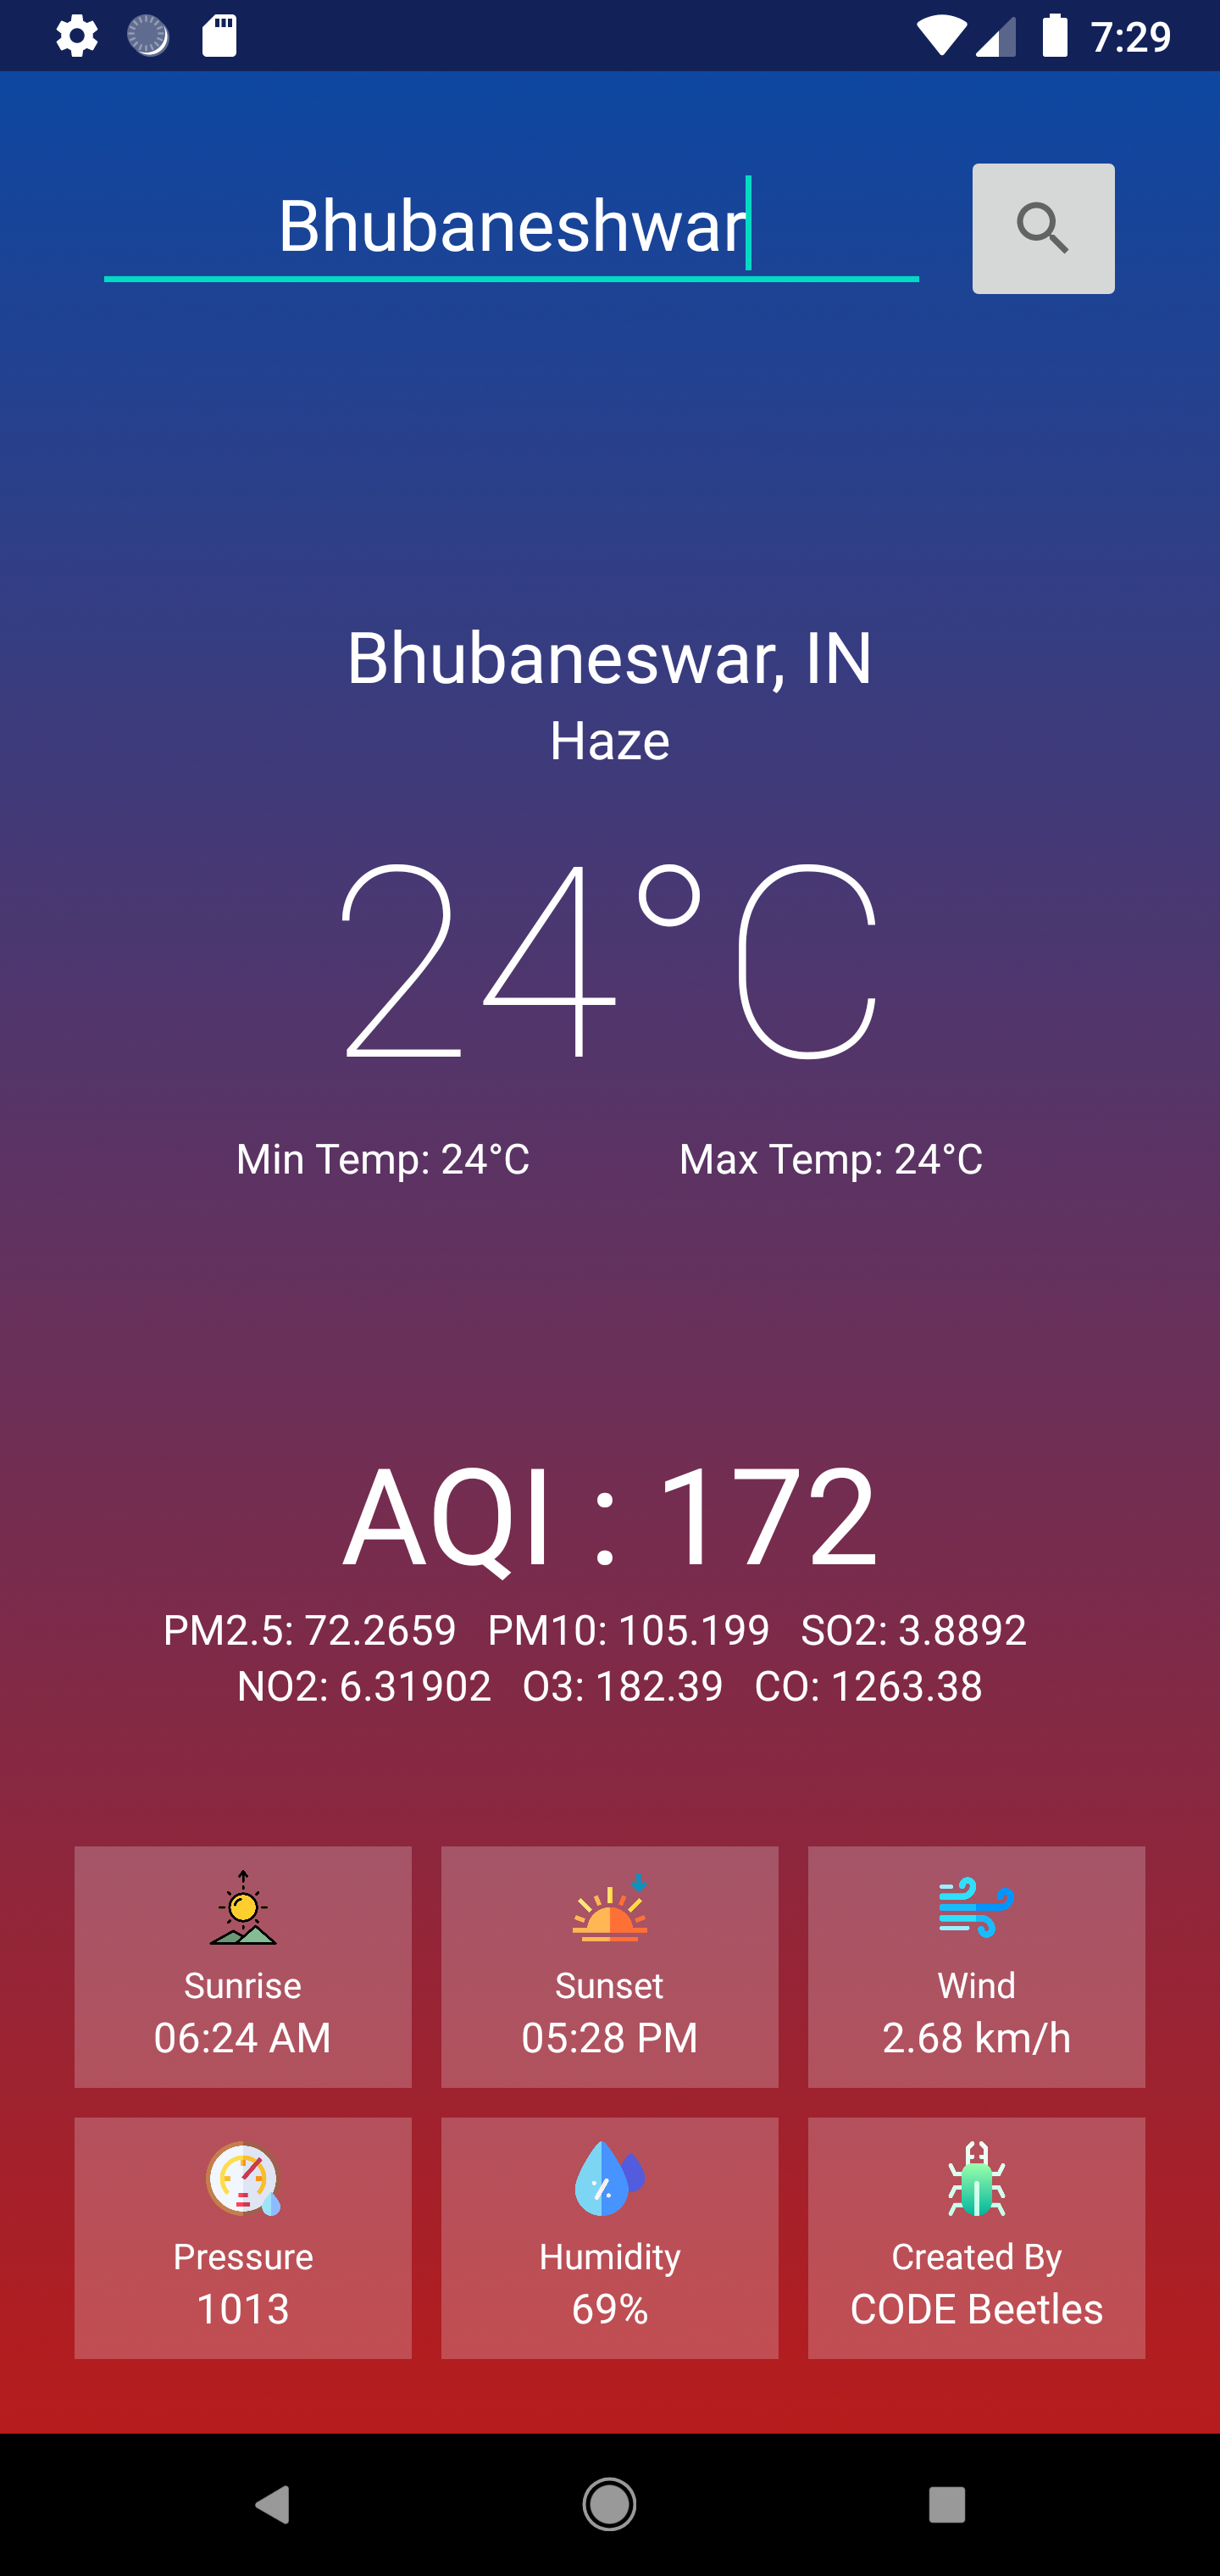 7:29
Bhubaneshwar
Bhubaneswar, IN
Haze
24°C
Min Temp: 24°C Max Temp: 24°C
AQI : 172
PM2.5: 72.2659 PM10: 105.199 SO2: 3.8892
NO2: 6.31902 O3: 182.39 CO: 1263.38
Sunrise
06:24 AM
Sunset
05:28 PM
Wind
2.68 km/h
Pressure
1013
Humidity
69%
Created By
CODE Beetles